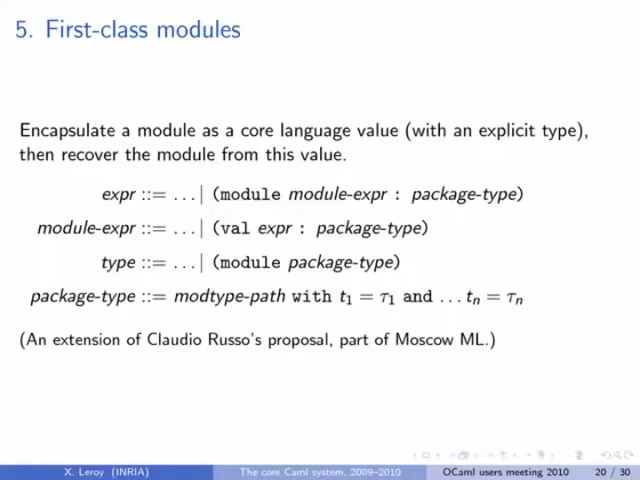 5. First-class modules
Encapsulate a module as a core language value (with an explicit type),
then recover the module from this value.
expr ::= ... | (module module-expr : package-type)
module-expr ::= ... | (val expr : package-type)
type ::= ... | (module package-type)
package-type ::= modtype-path with t₁ = τ₁ and ... tₙ = τₙ
(An extension of Claudio Russo's proposal, part of Moscow ML.)
X. Leroy (INRIA) The core Caml system, 2009–2010 OCaml users meeting 2010 20 / 30